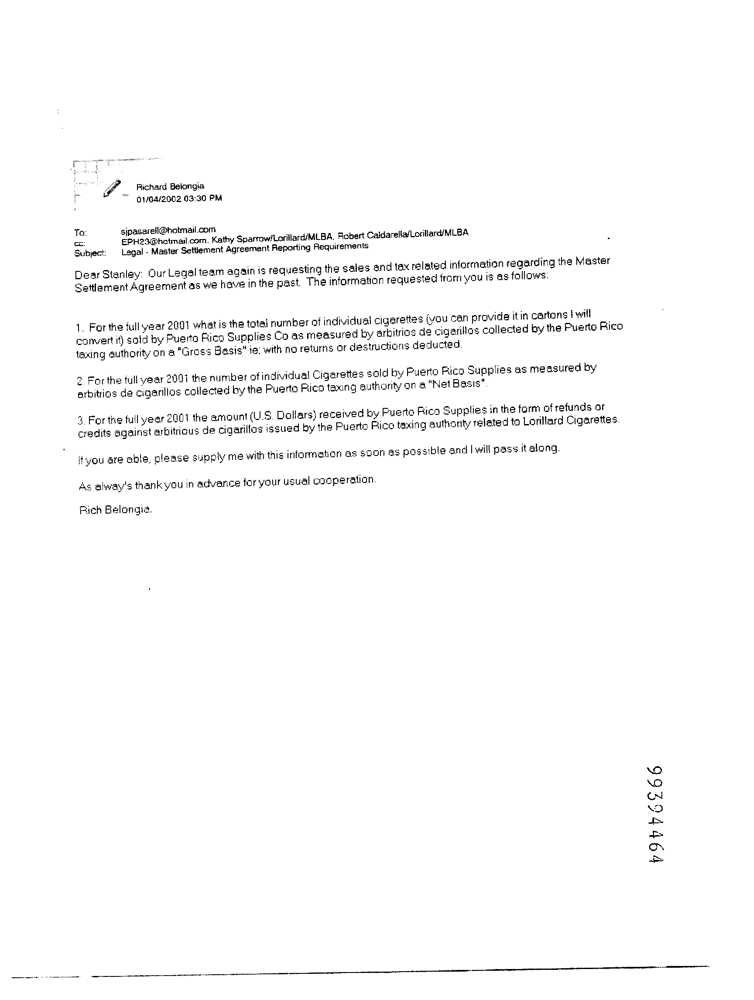 Richard Belongia
01/04/2002 03:30 PM
To: sjpasarell@hotmail.com
cc: EPH23@hotmail.com, Kathy Sparrow/Lorillard/MLBA, Robert Caldarella/Lorillard/MLBA
Subject: Legal - Master Settlement Agreement Reporting Requirements
Dear Stanley: Our Legal team again is requesting the sales and tax related information regarding the Master
Settlement Agreement as we have in the past. The information requested from you is as follows:
1. For the full year 2001 what is the total number of individual cigarettes (you can provide it in cartons I will
convert it) sold by Puerto Rico Supplies Co as measured by arbitrios de cigarillos collected by the Puerto Rico
taxing authority on a "Gross Basis" ie; with no returns or destructions deducted.
2. For the full year 2001 the number of individual Cigarettes sold by Puerto Rico Supplies as measured by
arbitrios de cigarillos collected by the Puerto Rico taxing authority on a "Net Basis".
3. For the full year 2001 the amount (U.S. Dollars) received by Puerto Rico Supplies in the form of refunds or
credits against arbitrious de cigarillos issued by the Puerto Rico taxing authority related to Lorillard Cigarettes.
If you are able, please supply me with this information as soon as possible and I will pass it along.
As alway's thank you in advance for your usual cooperation.
Rich Belongia.
99394464